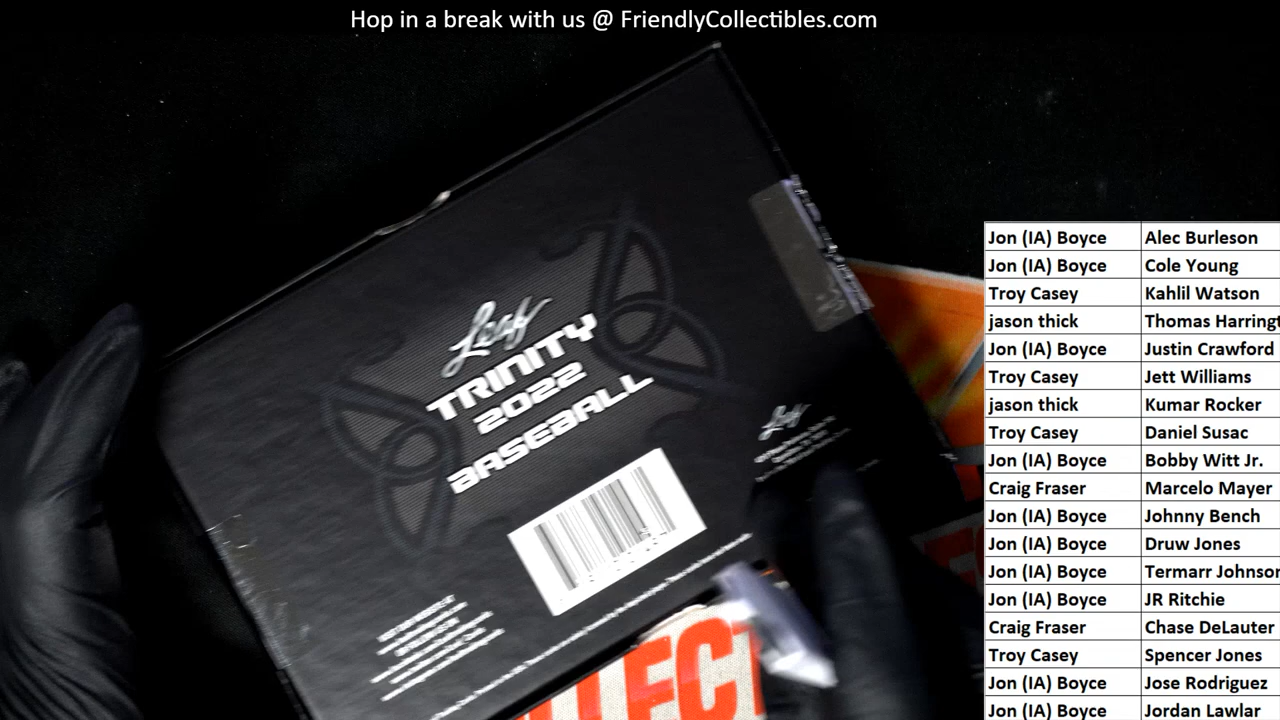 Hop in a break with us @ FriendlyCollectibles.com
Leaf
TRINITY
2022
BASEBALL
Leaf
LLECT
Jon (IA) Boyce Alec Burleson
Jon (IA) Boyce Cole Young
Troy Casey Kahlil Watson
jason thick Thomas Harringt
Jon (IA) Boyce Justin Crawford
Troy Casey Jett Williams
jason thick Kumar Rocker
Troy Casey Daniel Susac
Jon (IA) Boyce Bobby Witt Jr.
Craig Fraser Marcelo Mayer
Jon (IA) Boyce Johnny Bench
Jon (IA) Boyce Druw Jones
Jon (IA) Boyce Termarr Johnson
Jon (IA) Boyce JR Ritchie
Craig Fraser Chase DeLauter
Troy Casey Spencer Jones
Jon (IA) Boyce Jose Rodriguez
Jon (IA) Boyce Jordan Lawlar